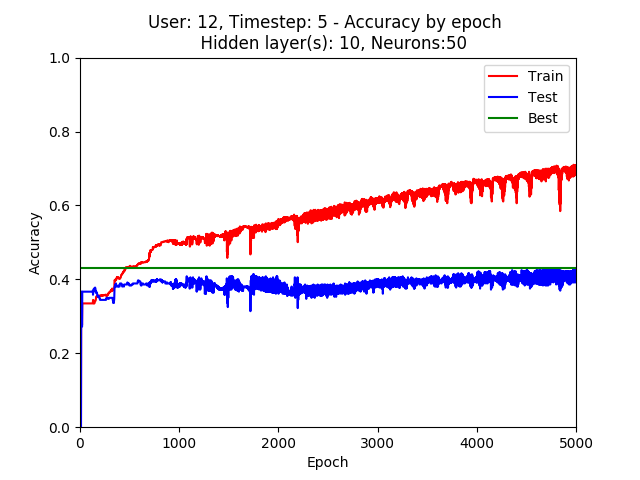 User: 12, Timestep: 5 - Accuracy by epoch
Hidden layer(s): 10, Neurons:50
1.0
0.8
0.6
0.4
0.2
0.0
Accuracy
Train
Test
Best
0 1000 2000 3000 4000 5000
Epoch